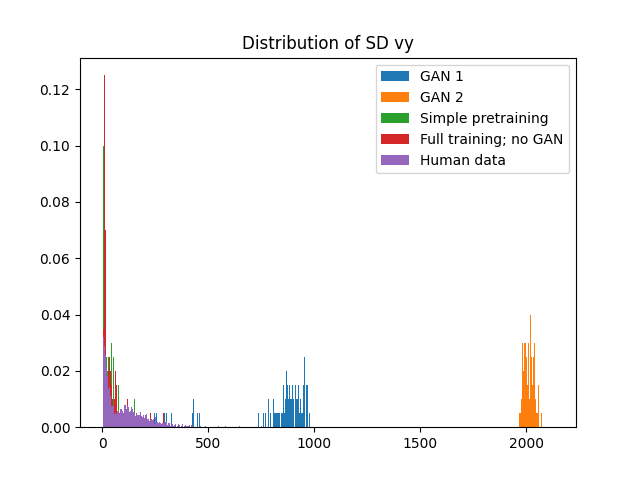 Distribution of SD vy
GAN 1
GAN 2
Simple pretraining
Full training; no GAN
Human data
0.12
0.10
0.08
0.06
0.04
0.02
0.00
0 500 1000 1500 2000